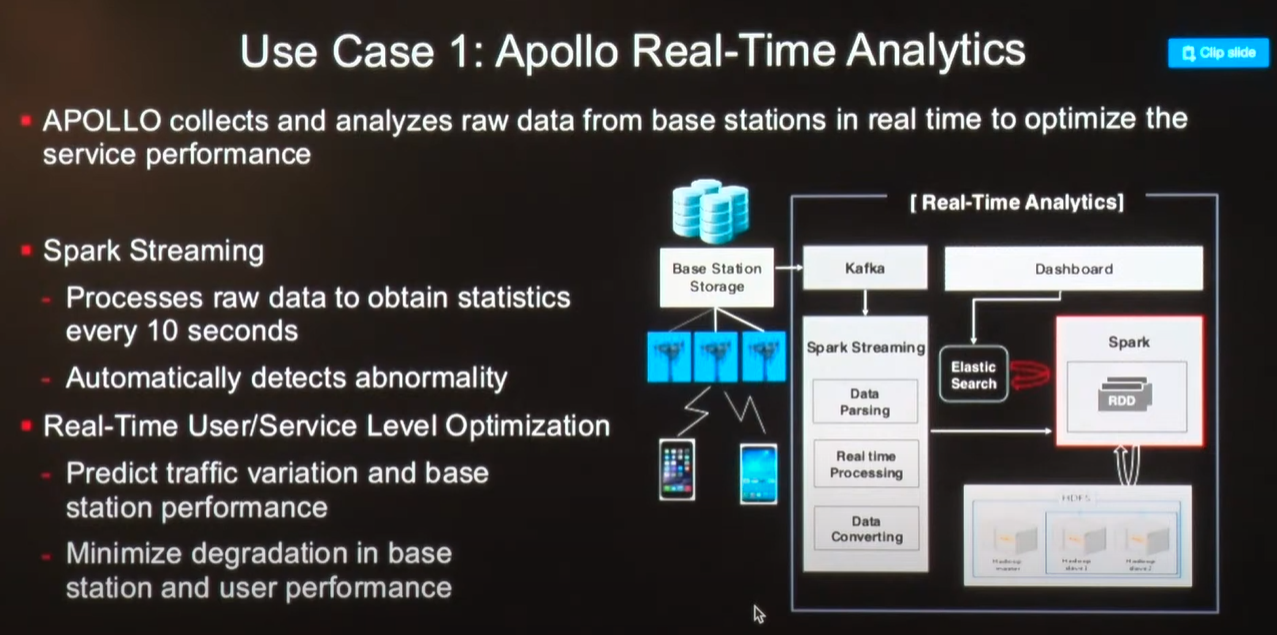 Use Case 1: Apollo Real-Time Analytics
Clip slide
APOLLO collects and analyzes raw data from base stations in real time to optimize the
service performance
Spark Streaming
- Processes raw data to obtain statistics
every 10 seconds
- Automatically detects abnormality
Real-Time User/Service Level Optimization
- Predict traffic variation and base
station performance
- Minimize degradation in base
station and user performance
[ Real-Time Analytics]
Base Station
Storage
Kafka
Dashboard
Spark Streaming
Data
Parsing
Real time
Processing
Data
Converting
Elastic
Search
Spark
RDD
HDFS
Hadoop
master
Hadoop
slave1
Hadoop
slave2